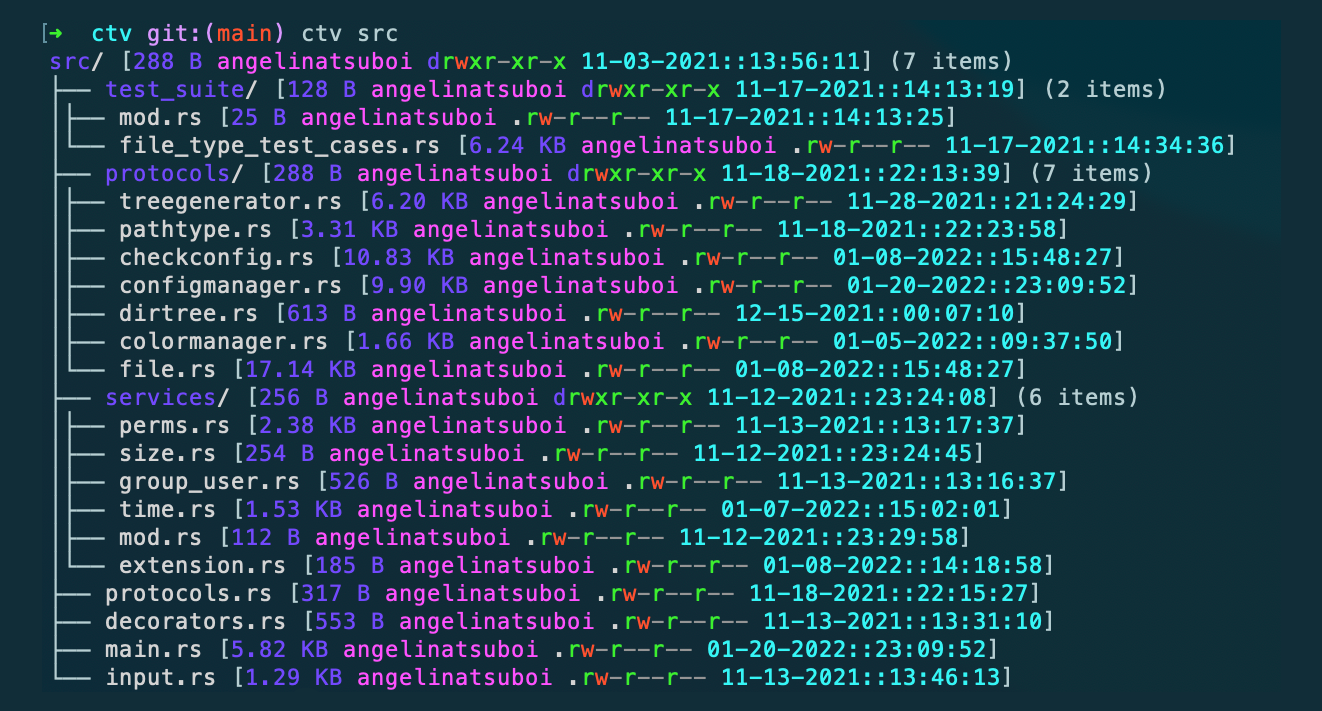 [➜  ctv git:(main) ctv src
src/ [288 B angelinatsuboi drwxr-xr-x 11-03-2021::13:56:11] (7 items)
├── test_suite/ [128 B angelinatsuboi drwxr-xr-x 11-17-2021::14:13:19] (2 items)
│├── mod.rs [25 B angelinatsuboi .rw-r--r-- 11-17-2021::14:13:25]
│└── file_type_test_cases.rs [6.24 KB angelinatsuboi .rw-r--r-- 11-17-2021::14:34:36]
├── protocols/ [288 B angelinatsuboi drwxr-xr-x 11-18-2021::22:13:39] (7 items)
│├── treegenerator.rs [6.20 KB angelinatsuboi .rw-r--r-- 11-28-2021::21:24:29]
│├── pathtype.rs [3.31 KB angelinatsuboi .rw-r--r-- 11-18-2021::22:23:58]
│├── checkconfig.rs [10.83 KB angelinatsuboi .rw-r--r-- 01-08-2022::15:48:27]
│├── configmanager.rs [9.90 KB angelinatsuboi .rw-r--r-- 01-20-2022::23:09:52]
│├── dirtree.rs [613 B angelinatsuboi .rw-r--r-- 12-15-2021::00:07:10]
│├── colormanager.rs [1.66 KB angelinatsuboi .rw-r--r-- 01-05-2022::09:37:50]
│└── file.rs [17.14 KB angelinatsuboi .rw-r--r-- 01-08-2022::15:48:27]
├── services/ [256 B angelinatsuboi drwxr-xr-x 11-12-2021::23:24:08] (6 items)
│├── perms.rs [2.38 KB angelinatsuboi .rw-r--r-- 11-13-2021::13:17:37]
│├── size.rs [254 B angelinatsuboi .rw-r--r-- 11-12-2021::23:24:45]
│├── group_user.rs [526 B angelinatsuboi .rw-r--r-- 11-13-2021::13:16:37]
│├── time.rs [1.53 KB angelinatsuboi .rw-r--r-- 01-07-2022::15:02:01]
│├── mod.rs [112 B angelinatsuboi .rw-r--r-- 11-12-2021::23:29:58]
│└── extension.rs [185 B angelinatsuboi .rw-r--r-- 01-08-2022::14:18:58]
├── protocols.rs [317 B angelinatsuboi .rw-r--r-- 11-18-2021::22:15:27]
├── decorators.rs [553 B angelinatsuboi .rw-r--r-- 11-13-2021::13:31:10]
├── main.rs [5.82 KB angelinatsuboi .rw-r--r-- 01-20-2022::23:09:52]
└── input.rs [1.29 KB angelinatsuboi .rw-r--r-- 11-13-2021::13:46:13]